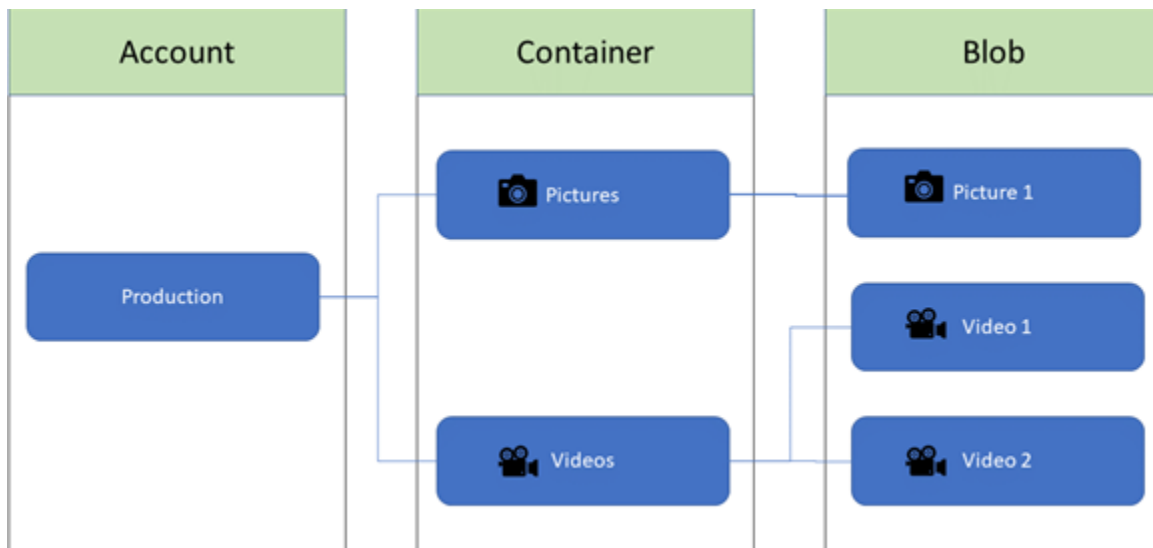 Account
Container
Blob
Pictures
Picture 1
Production
Video 1
Videos
Video 2